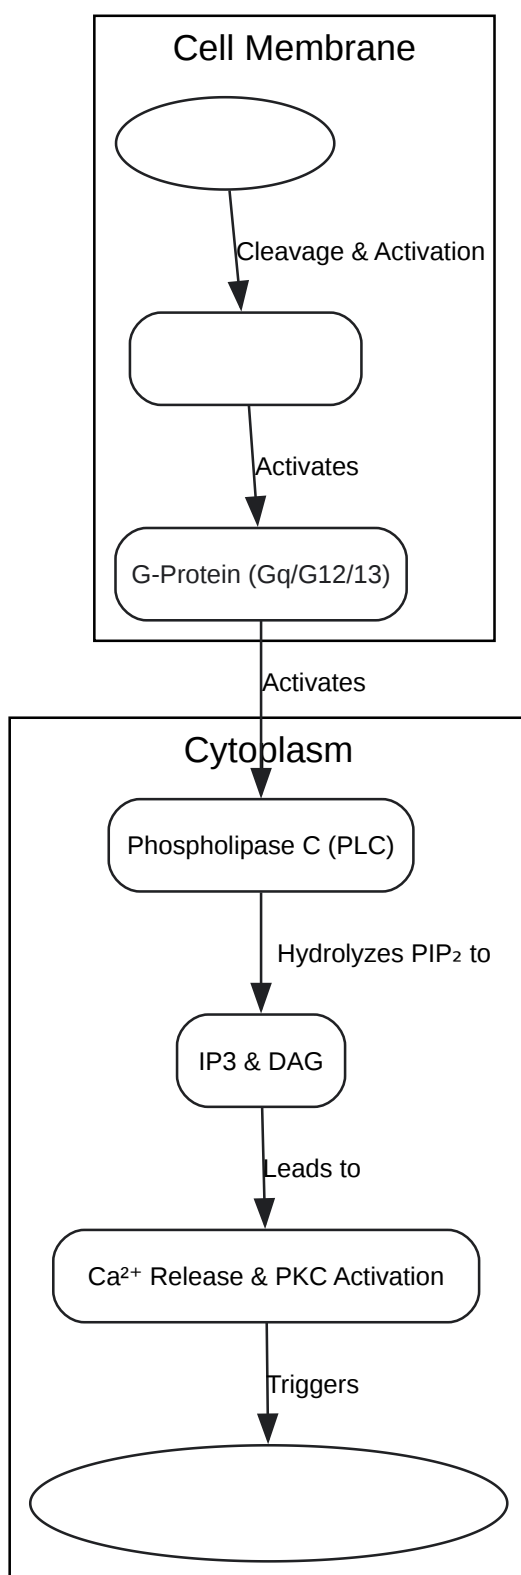 Cell Membrane
Cleavage & Activation
Activates
G-Protein (Gq/G12/13)
Activates
Cytoplasm
Phospholipase C (PLC)
Hydrolyzes PIP₂ to
IP3 & DAG
Leads to
Ca²⁺ Release & PKC Activation
Triggers